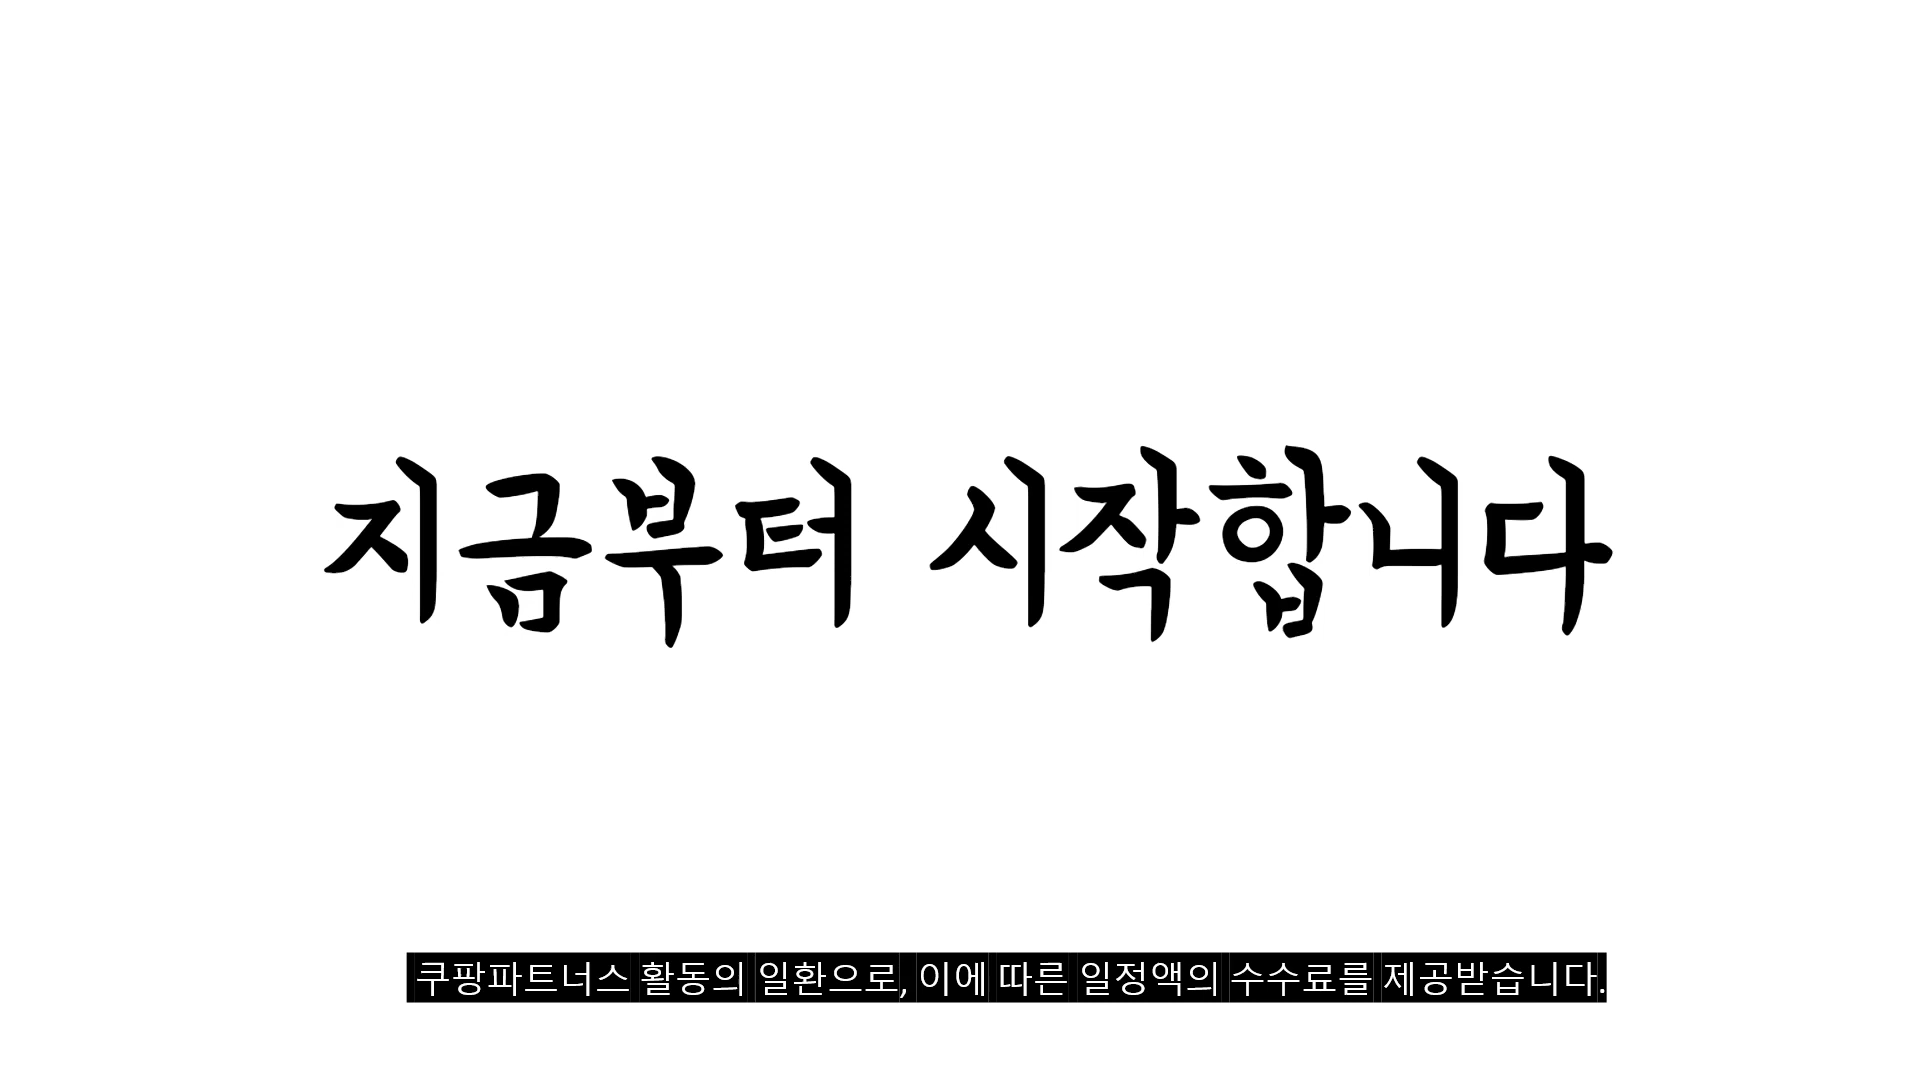 지금부터 시작합니다
쿠팡파트너스 활동의 일환으로, 이에 따른 일정액의 수수료를 제공받습니다.